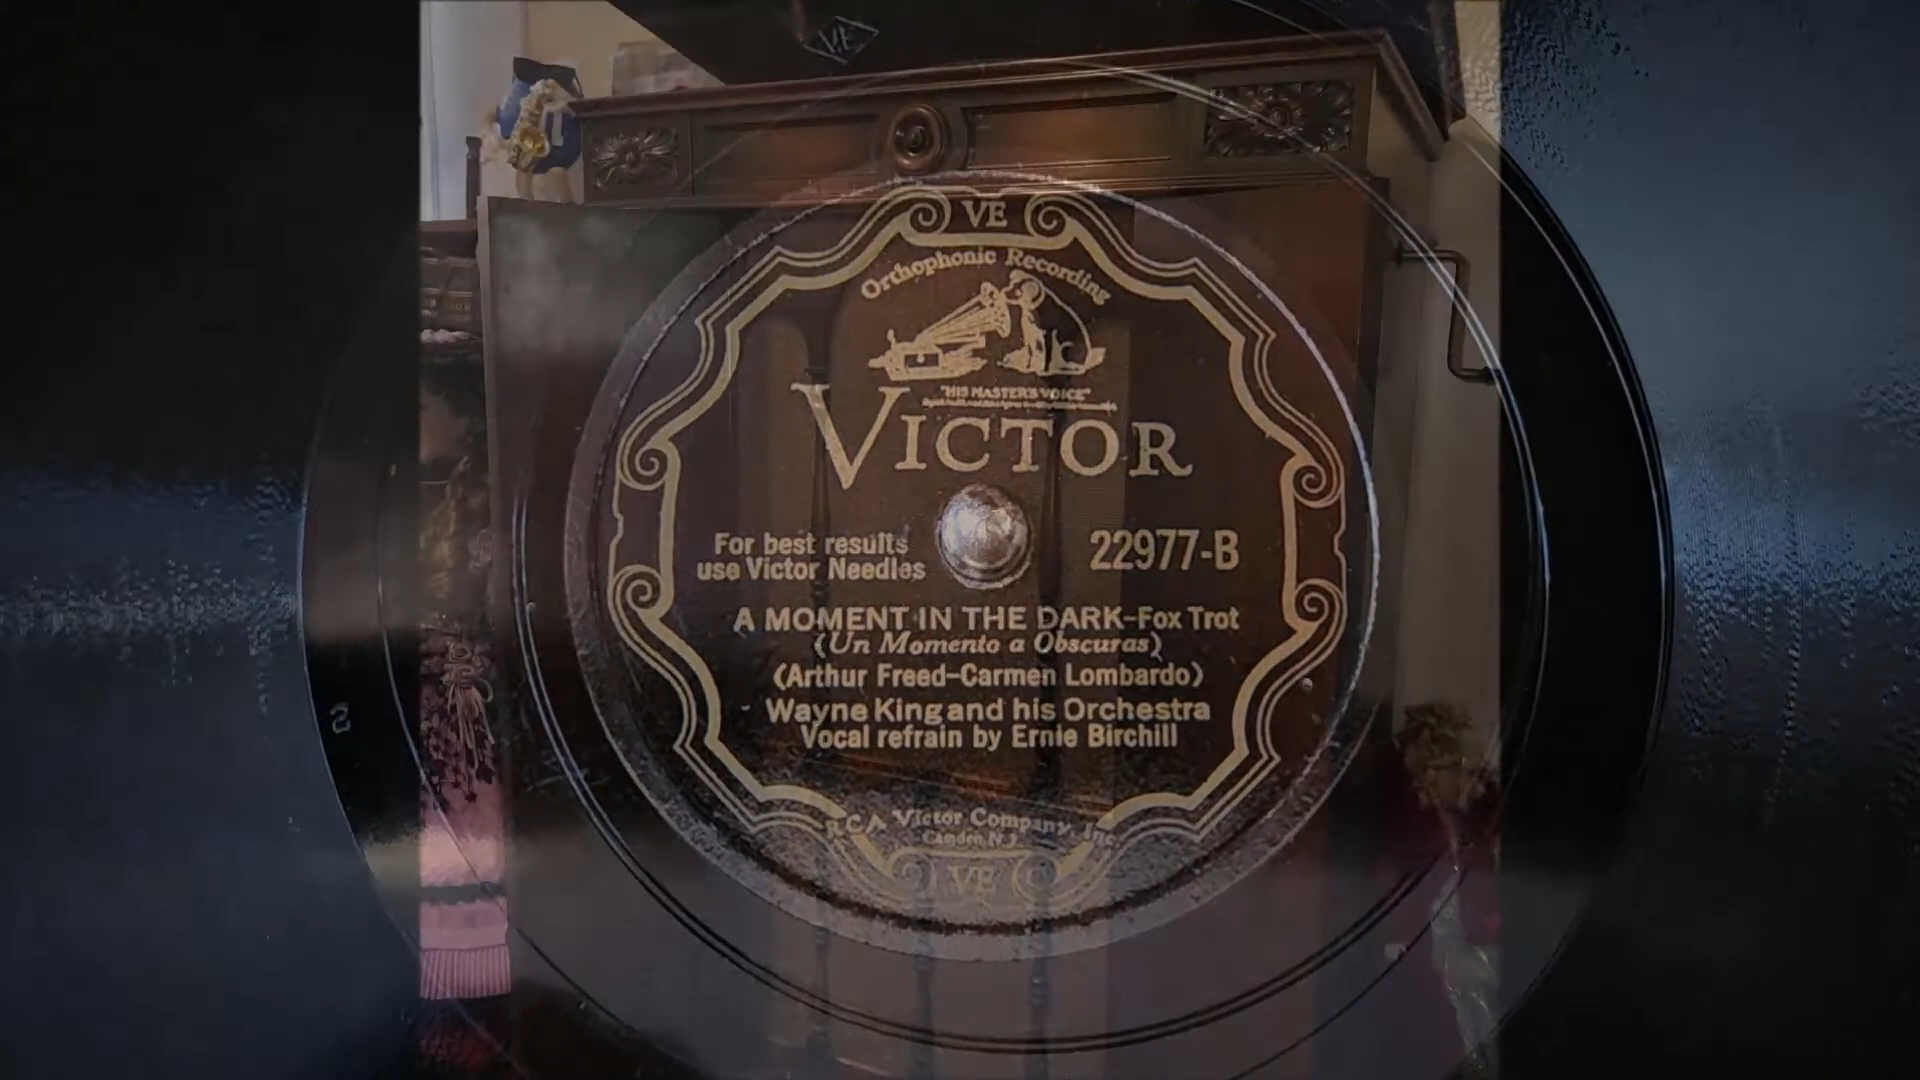 VE
VE
Orthophonic Recording
"HIS MASTER'S VOICE"
VICTOR
For best results
use Victor Needles
22977-B
A MOMENT IN THE DARK-Fox Trot
(Un Momento a Obscuras)
(Arthur Freed-Carmen Lombardo)
Wayne King and his Orchestra
Vocal refrain by Ernie Birchill
2
RCA Victor Company, Inc.
Camden, N.J.
VE